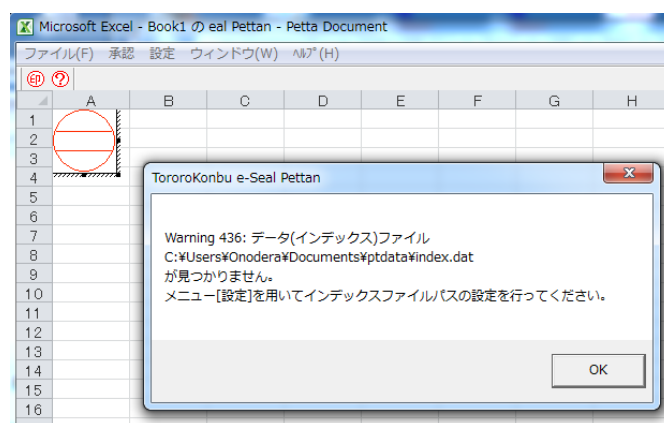 Microsoft Excel - Book1 の eal Pettan - Petta Document
ファイル(F) 承認 設定 ウィンドウ(W) ﾍﾙﾌﾟ(H)
印 ?
A B C D E F G H
1
2
3
4
TororoKonbu e-Seal Pettan
5
6
7
Warning 436: データ(インデックス)ファイル
8
C:¥Users¥Onodera¥Documents¥ptdata¥index.dat
9
が見つかりません。
10
メニュー[設定]を用いてインデックスファイルパスの設定を行ってください。
11
12
13
14
OK
15
16